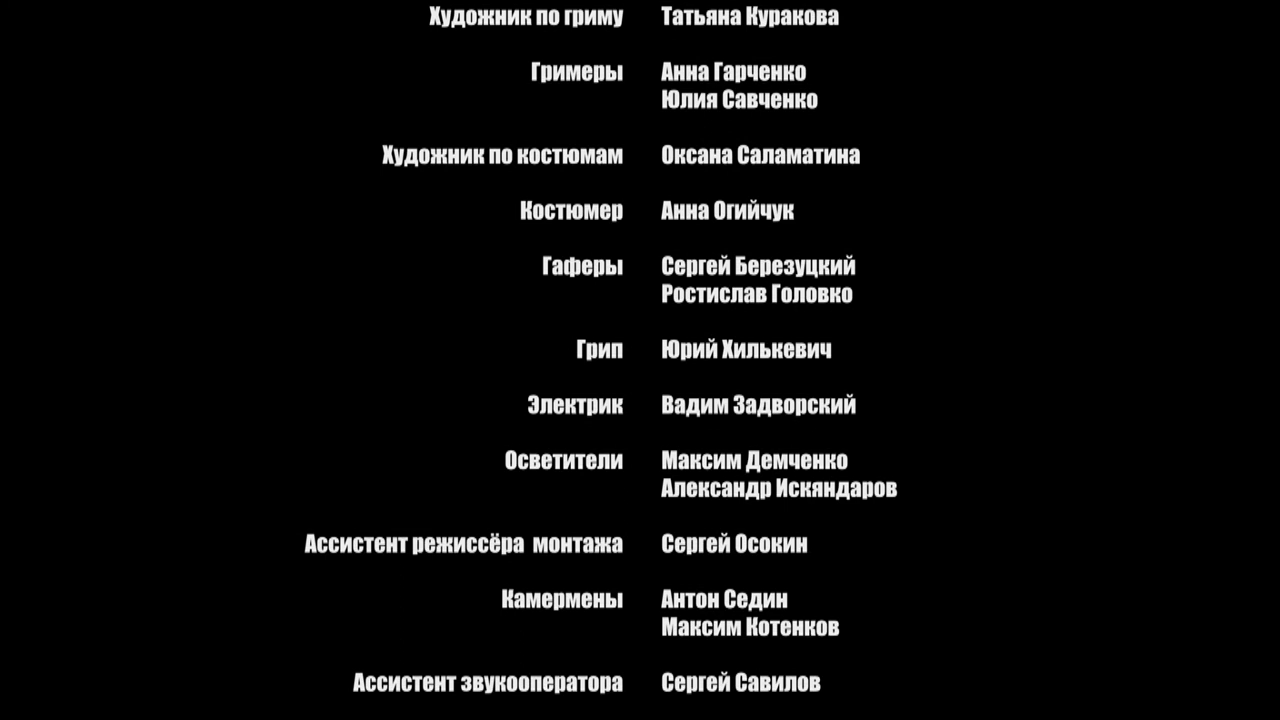 Художник по гриму Татьяна Куракова
Гримеры Анна Гарченко
Юлия Савченко
Художник по костюмам Оксана Саламатина
Костюмер Анна Огийчук
Гаферы Сергей Березуцкий
Ростислав Головко
Грип Юрий Хилькевич
Электрик Вадим Задворский
Осветители Максим Демченко
Александр Искяндаров
Ассистент режиссёра монтажа Сергей Осокин
Камермены Антон Седин
Максим Котенков
Ассистент звукооператора Сергей Савилов